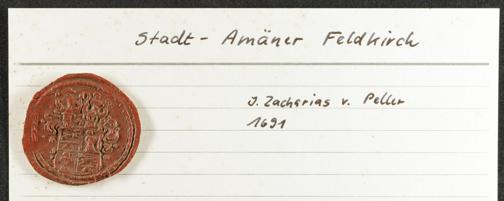 Stadt - Amäner Feldkirch
J. Zacharias v. Peller
1691